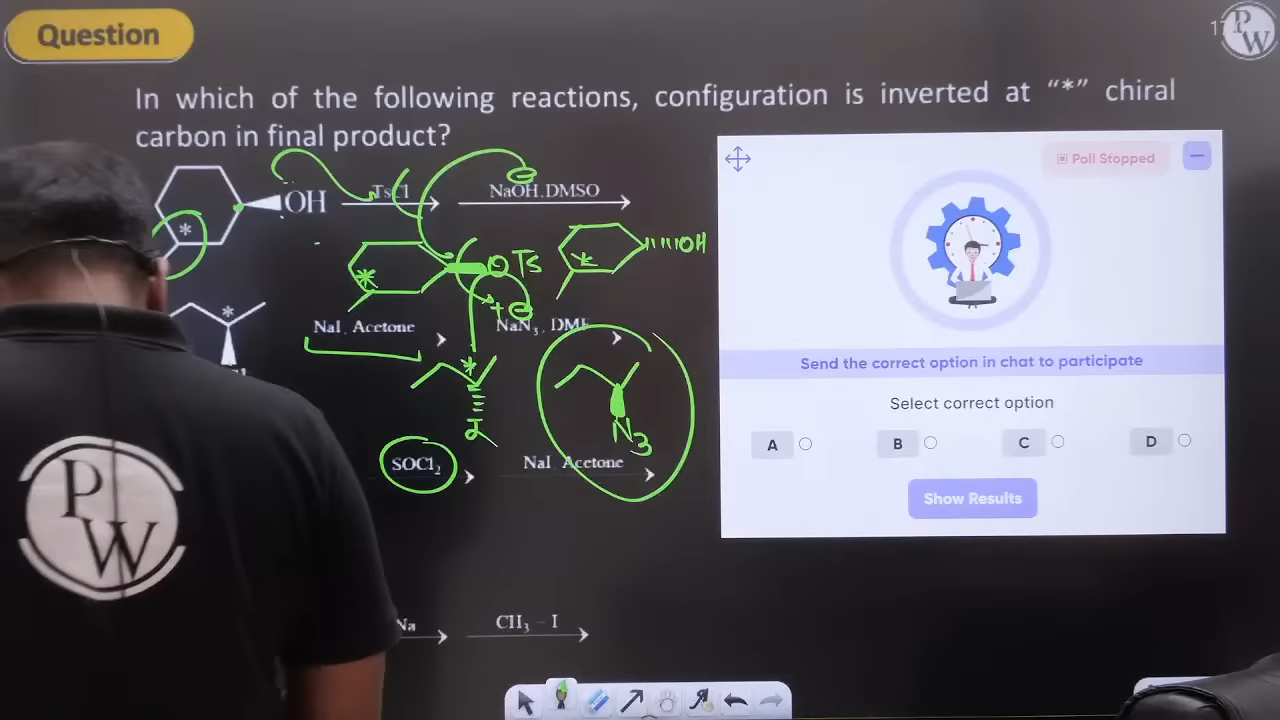 Question
In which of the following reactions, configuration is inverted at "*" chiral
carbon in final product?
*
OH
TsCl
NaOH.DMSO
*
OTs
*
OH
*
NaI, Acetone
NaN3, DMF
*
I
N3
SOCl2
NaI Acetone
Na
CH3 – I
PW
PW
Poll Stopped
Send the correct option in chat to participate
Select correct option
A
B
C
D
Show Results